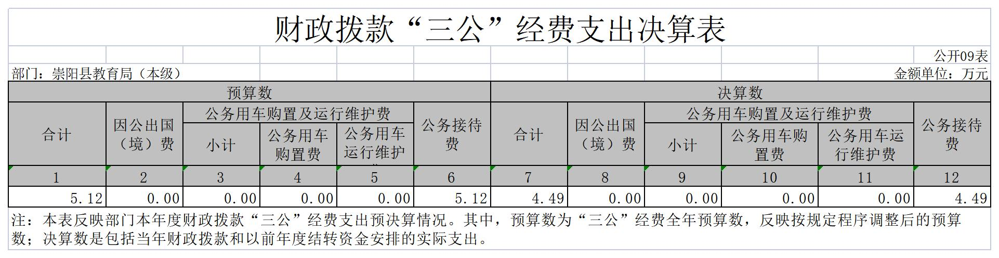 财政拨款“三公”经费支出决算表
公开09表
部门：崇阳县教育局（本级） 金额单位：万元
预算数 决算数
合计 因公出国（境）费 公务用车购置及运行维护费 公务接待费 合计 因公出国（境）费 公务用车购置及运行维护费 公务接待费
小计 公务用车购置费 公务用车运行维护 小计 公务用车购置费 公务用车运行维护费
1 2 3 4 5 6 7 8 9 10 11 12
5.12 0.00 0.00 0.00 0.00 5.12 4.49 0.00 0.00 0.00 0.00 4.49
注：本表反映部门本年度财政拨款“三公”经费支出预决算情况。其中，预算数为“三公”经费全年预算数，反映按规定程序调整后的预算
数；决算数是包括当年财政拨款和以前年度结转资金安排的实际支出。